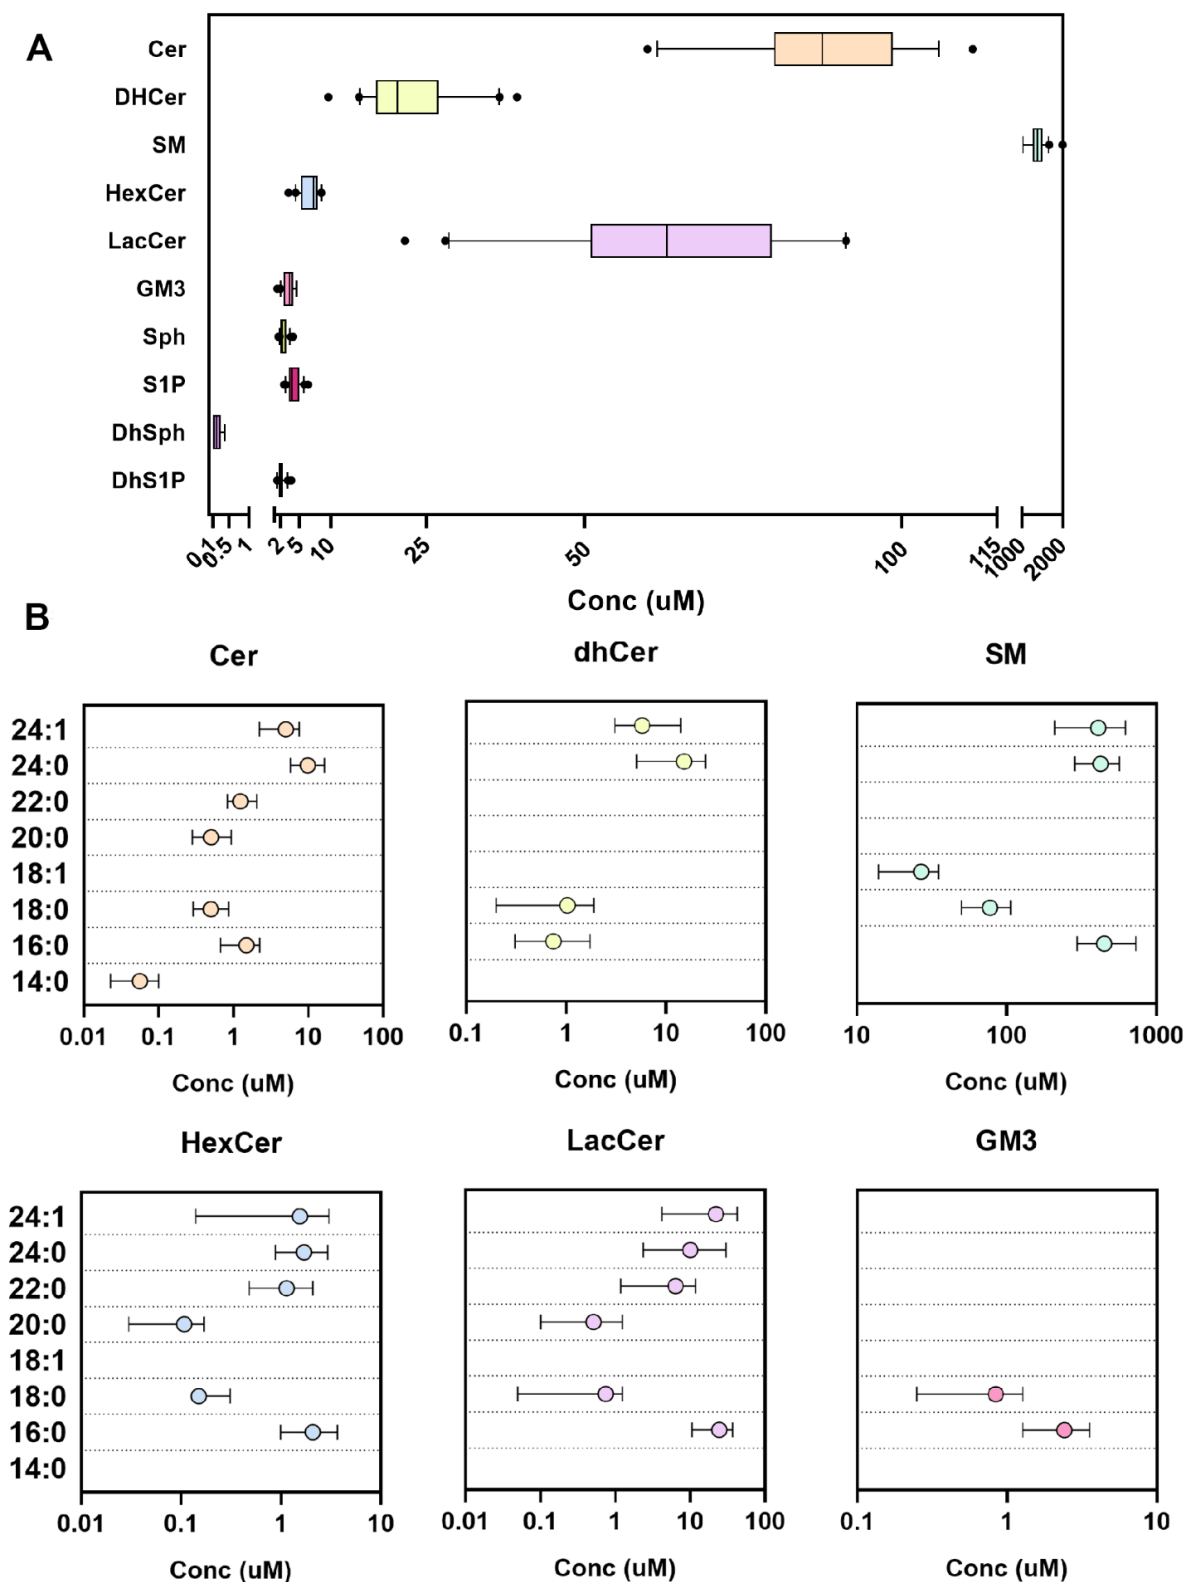 A
Cer
DHCer
SM
HexCer
LacCer
GM3
Sph
S1P
DhSph
DhS1P
0.1 0.5 1 2 5 10 25 50 100 115 1000 2000
Conc (uM)
B
Cer dhCer SM
24:1
24:0
22:0
20:0
18:1
18:0
16:0
14:0
0.01 0.1 1 10 100 0.1 1 10 100 10 100 1000
Conc (uM) Conc (uM) Conc (uM)
HexCer LacCer GM3
24:1
24:0
22:0
20:0
18:1
18:0
16:0
14:0
0.01 0.1 1 10 0.01 0.1 1 10 100 0.1 1 10
Conc (uM) Conc (uM) Conc (uM)